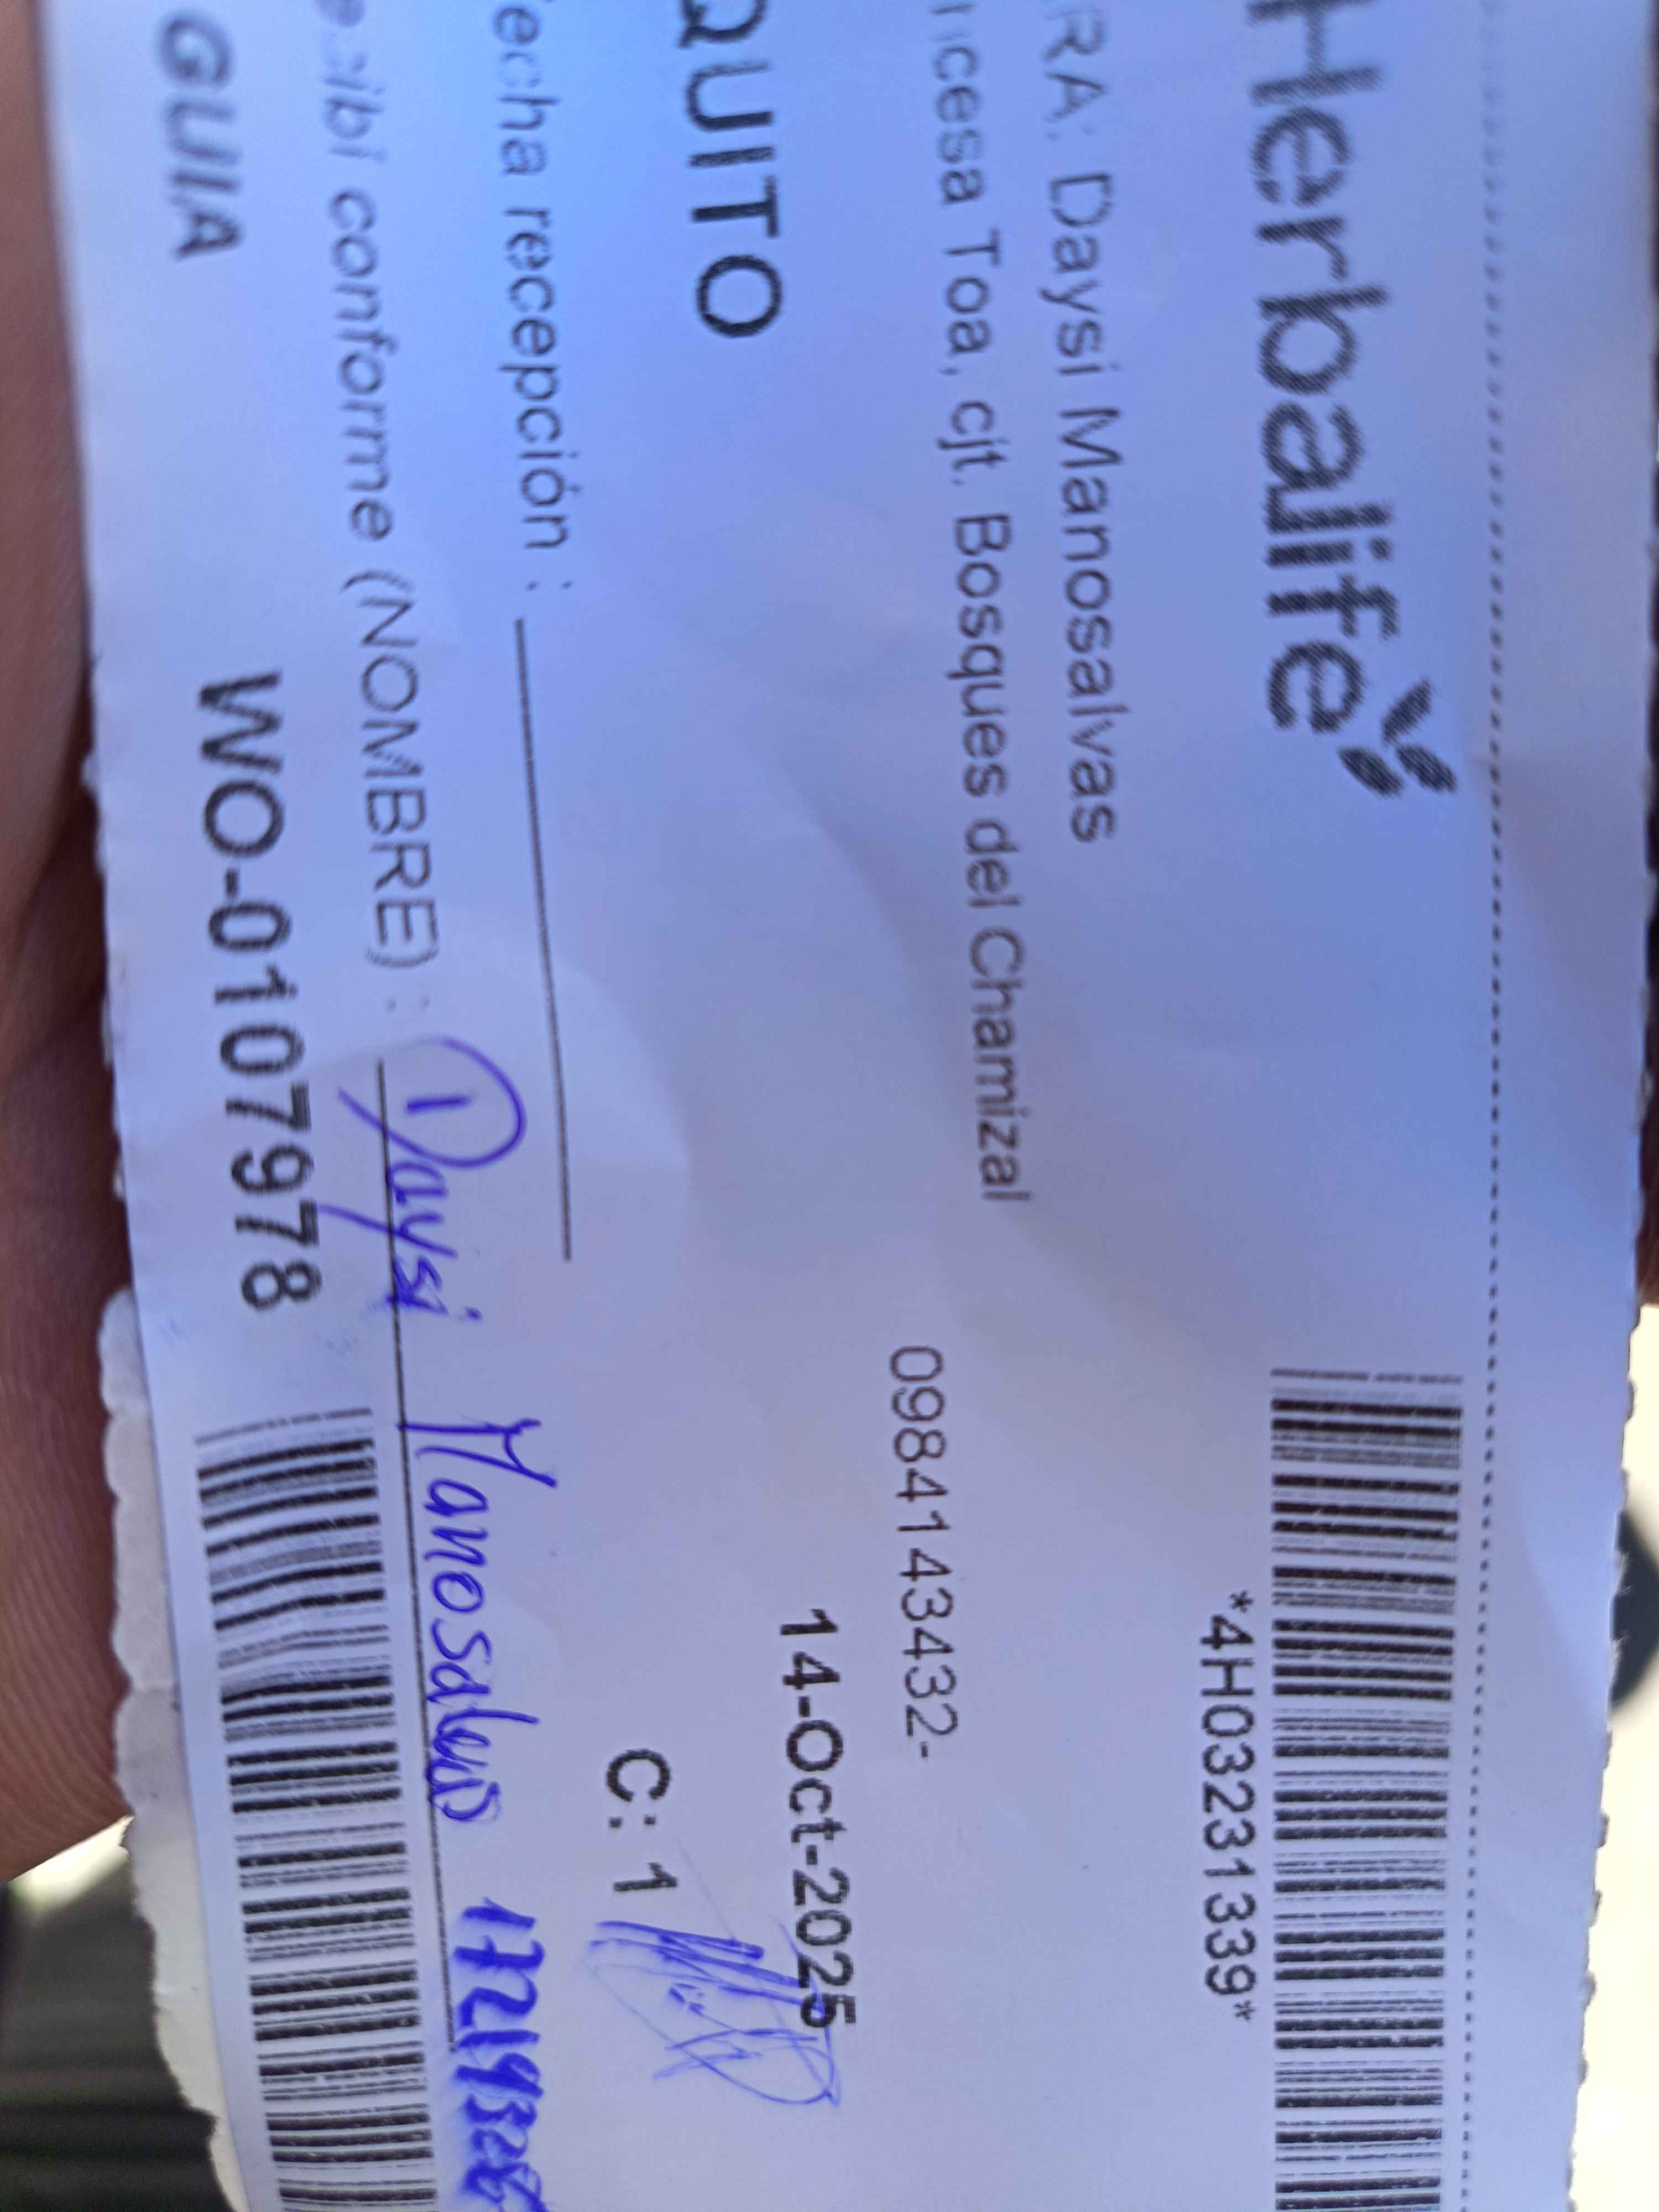 Herbalife
*4H03231339*
RA: Daysi Manosalvas
ncesa Toa, cjt. Bosques del Chamizal
0984143432-
QUITO
14-Oct-2025
echa recepción :
C: 1
cibí conforme (NOMBRE) : Daysi Manosalvas
GUIA WO-0107978